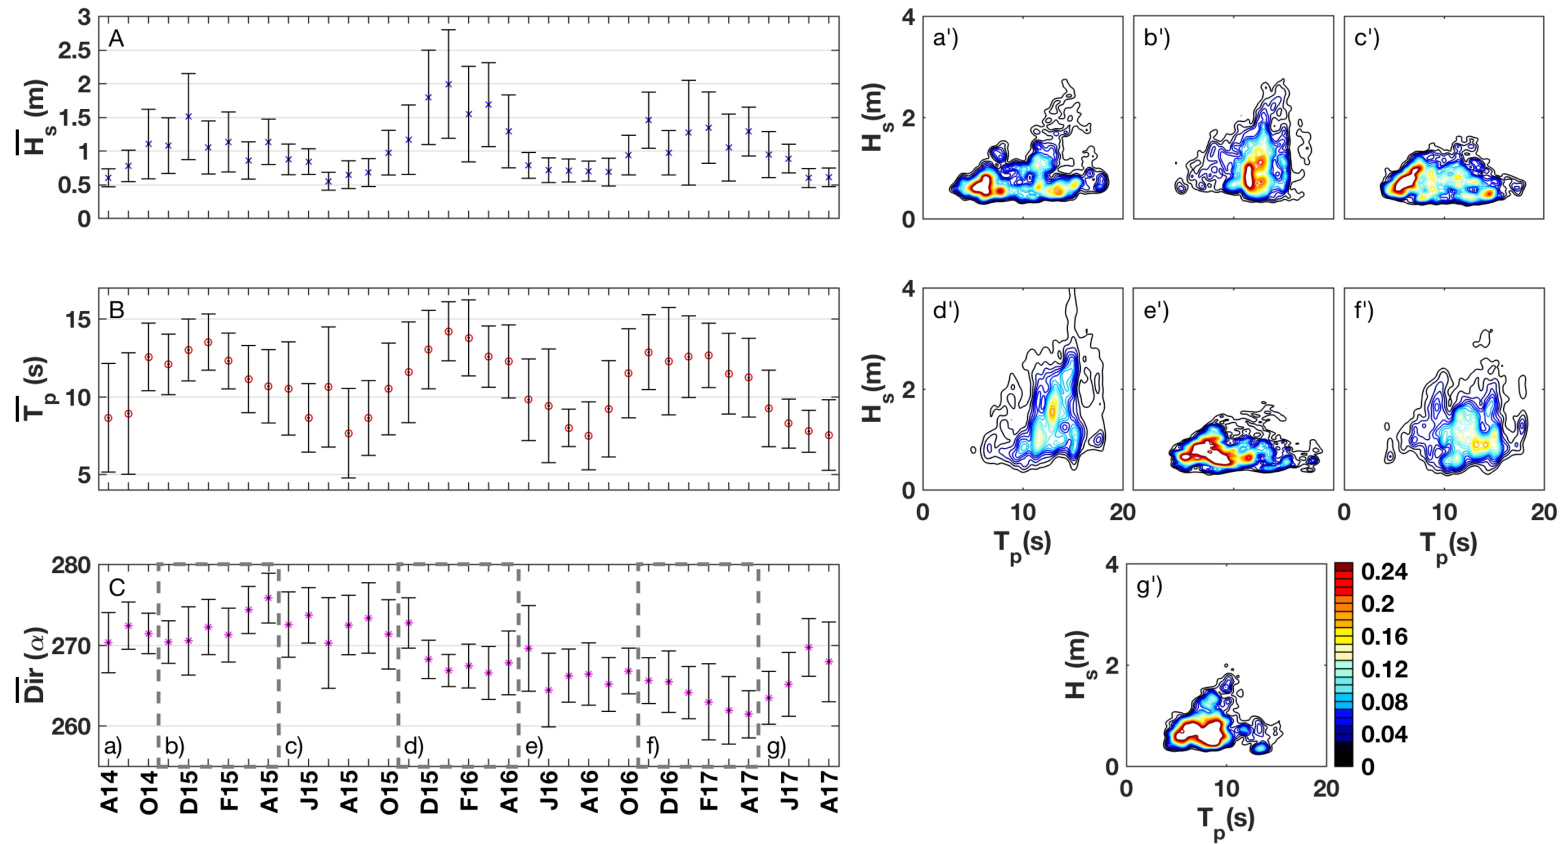 A
H̅s (m)
3
2.5
2
1.5
1
0.5
0
B
T̅p (s)
15
10
5
C
D̅i̅r̅ (α)
280
270
260
a)
b)
c)
d)
e)
f)
g)
A14
O14
D15
F15
A15
J15
A15
O15
D15
F16
A16
J16
A16
O16
D16
F17
A17
J17
A17
a')
b')
c')
Hs (m)
4
2
0
d')
e')
f')
Hs (m)
4
2
0
0
10
20
0
10
20
Tp(s)
Tp(s)
g')
Hs (m)
4
2
0
0
10
20
Tp(s)
0.24
0.2
0.16
0.12
0.08
0.04
0